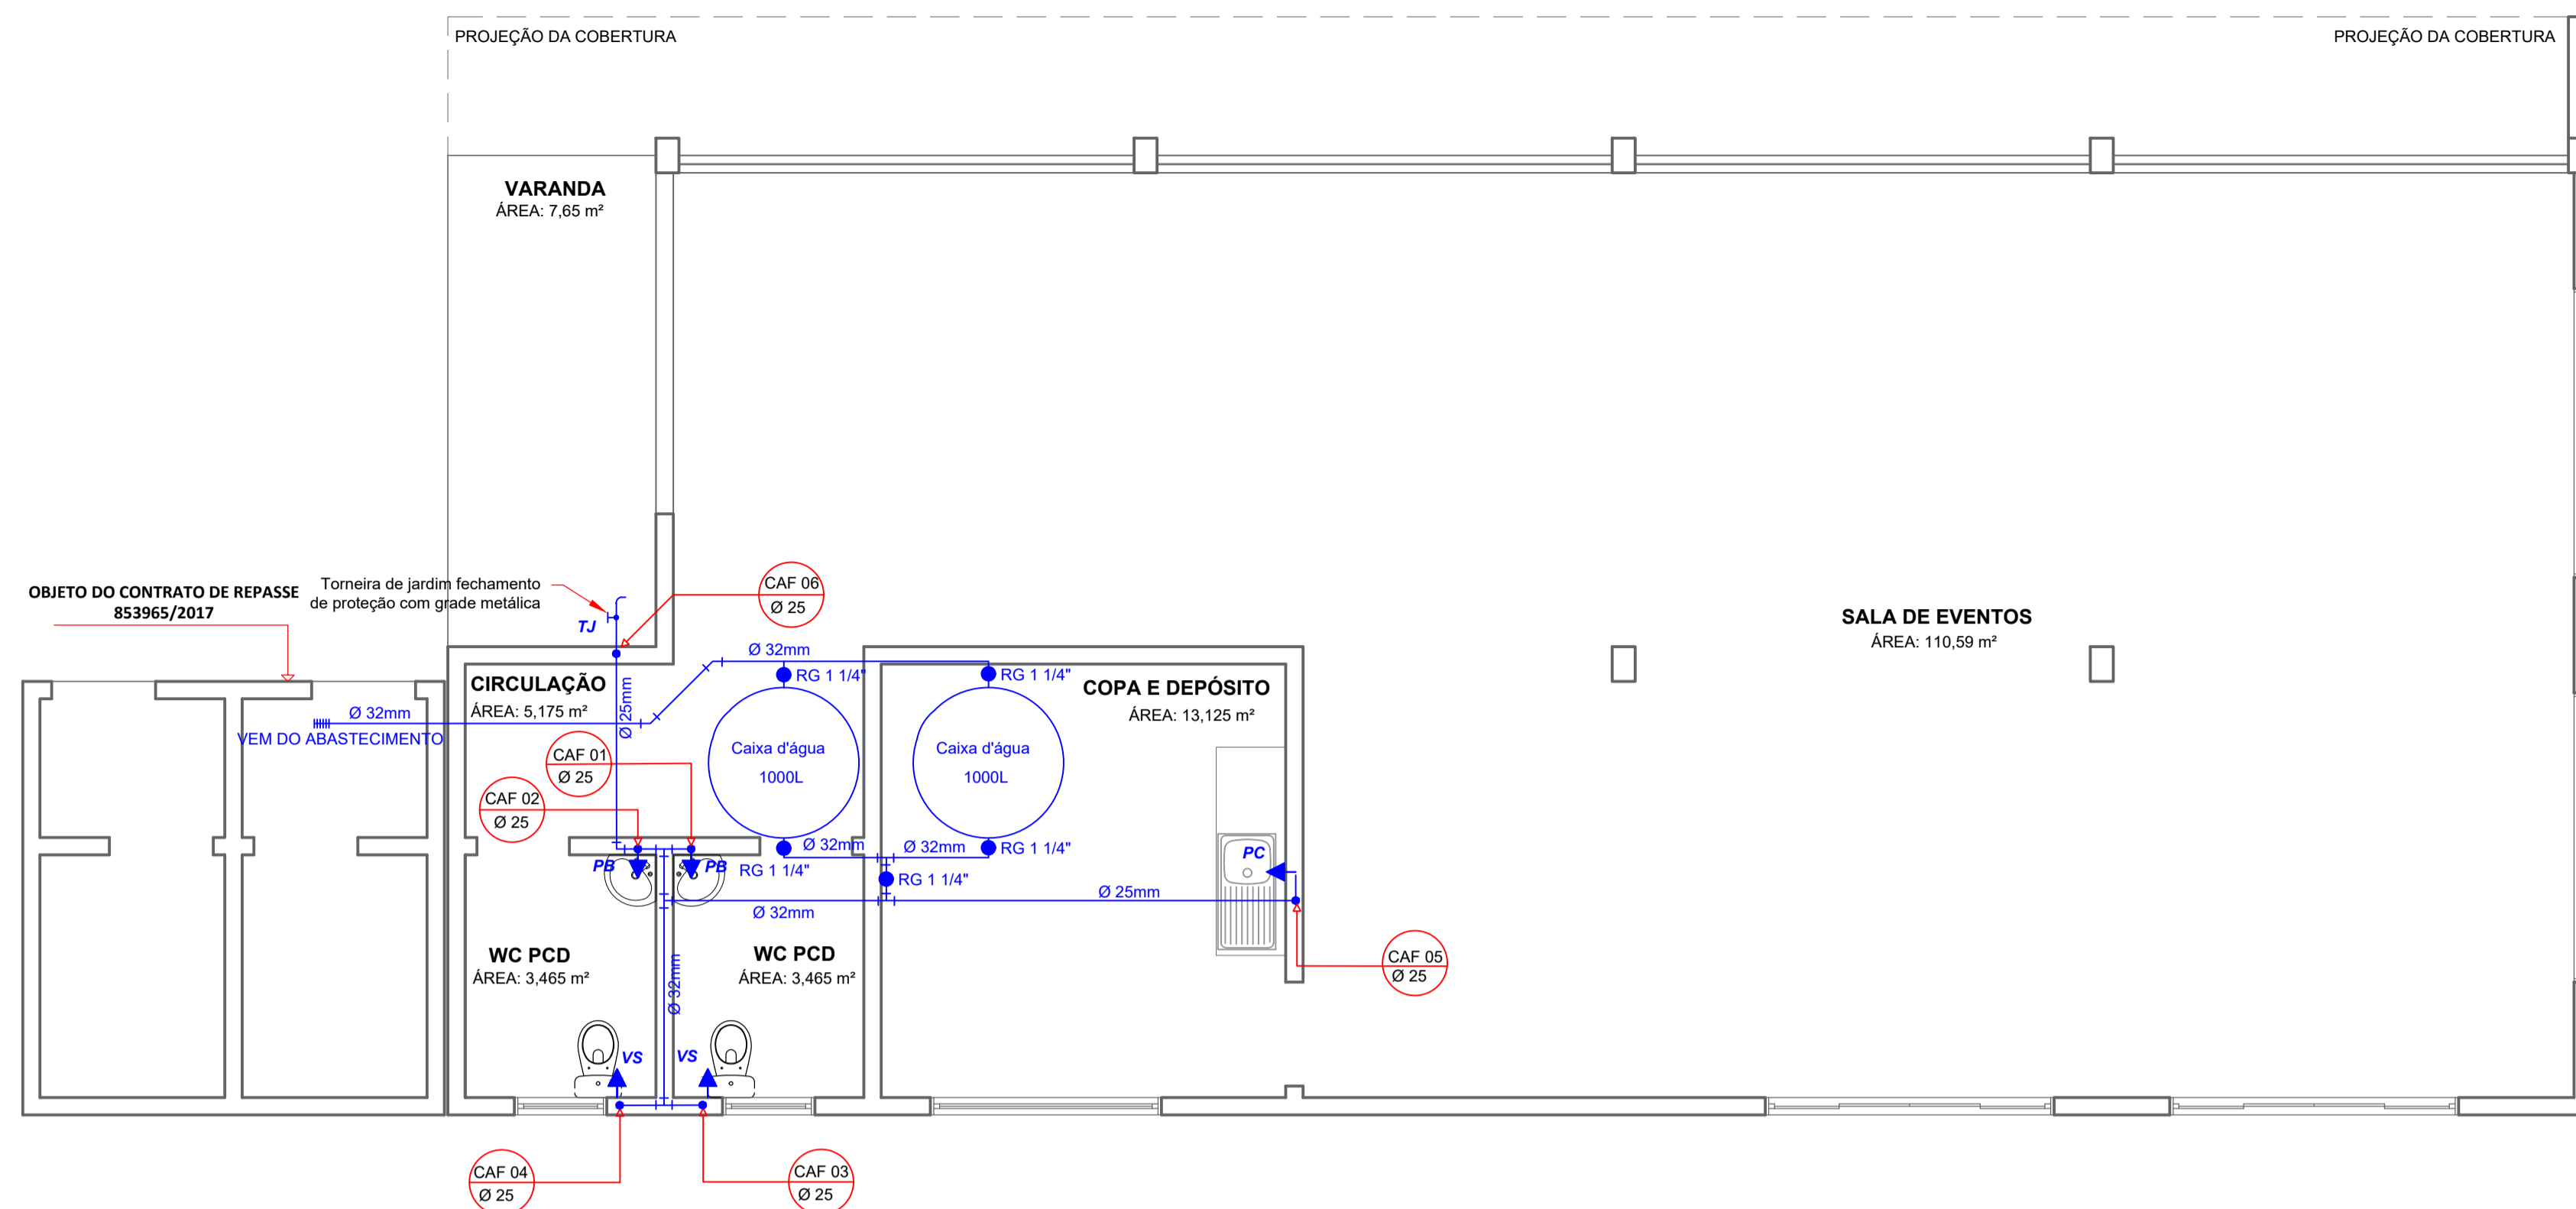 PROJEÇÃO DA COBERTURA
PROJEÇÃO DA COBERTURA
VARANDA
ÁREA: 7,65 m²
OBJETO DO CONTRATO DE REPASSE
853965/2017
Torneira de jardim fechamento
de proteção com grade metálica
TJ
CAF 06
Ø 25
SALA DE EVENTOS
ÁREA: 110,59 m²
CIRCULAÇÃO
ÁREA: 5,175 m²
Ø 32mm
VEM DO ABASTECIMENTO
Ø 25mm
Ø 32mm
RG 1 1/4"
RG 1 1/4"
COPA E DEPÓSITO
ÁREA: 13,125 m²
Caixa d'água
1000L
Caixa d'água
1000L
CAF 01
Ø 25
CAF 02
Ø 25
PB
PB
Ø 32mm
Ø 32mm
RG 1 1/4"
RG 1 1/4"
RG 1 1/4"
PC
Ø 32mm
Ø 25mm
WC PCD
ÁREA: 3,465 m²
WC PCD
ÁREA: 3,465 m²
Ø 32mm
CAF 05
Ø 25
VS
VS
CAF 04
Ø 25
CAF 03
Ø 25